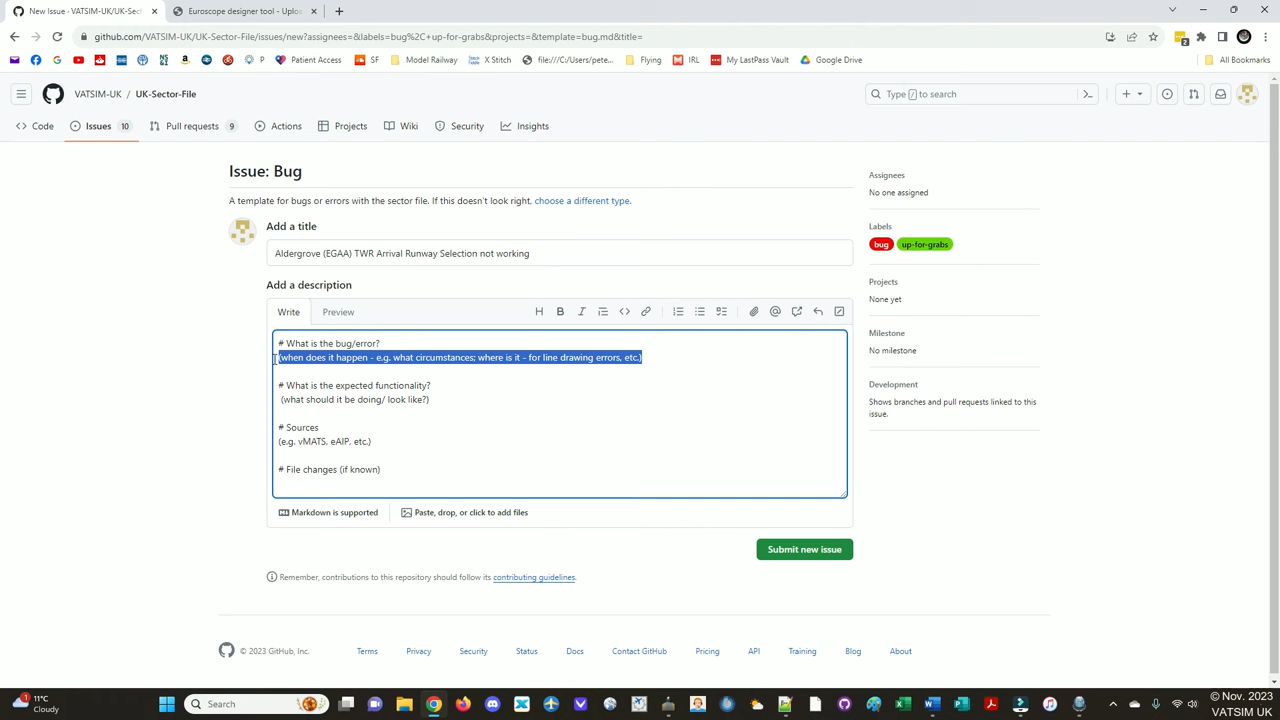 New Issue - VATSIM-UK/UK-Sector-File
Euroscope designer tool - Uploa
github.com/VATSIM-UK/UK-Sector-File/issues/new?assignees=&labels=bug%2C+up-for-grabs&projects=&template=bug.md&title=
P
Patient Access
SF
Model Railway
X Stitch
file:///C:/Users/pete...
Flying
IRL
My LastPass Vault
Google Drive
All Bookmarks
VATSIM-UK / UK-Sector-File
Type / to search
Code
Issues 10
Pull requests 9
Actions
Projects
Wiki
Security
Insights
Issue: Bug
A template for bugs or errors with the sector file. If this doesn't look right, choose a different type.
Add a title
Aldergrove (EGAA) TWR Arrival Runway Selection not working
Add a description
Write
Preview
# What is the bug/error?
(when does it happen - e.g. what circumstances; where is it - for line drawing errors, etc.)
# What is the expected functionality?
(what should it be doing/ look like?)
# Sources
(e.g. vMATS, eAIP, etc.)
# File changes (if known)
Markdown is supported
Paste, drop, or click to add files
Submit new issue
Remember, contributions to this repository should follow its contributing guidelines.
Assignees
No one assigned
Labels
bug
up-for-grabs
Projects
None yet
Milestone
No milestone
Development
Shows branches and pull requests linked to this
issue.
© 2023 GitHub, Inc.
Terms
Privacy
Security
Status
Docs
Contact GitHub
Pricing
API
Training
Blog
About
11°C
Cloudy
Search
© Nov. 2023
VATSIM UK